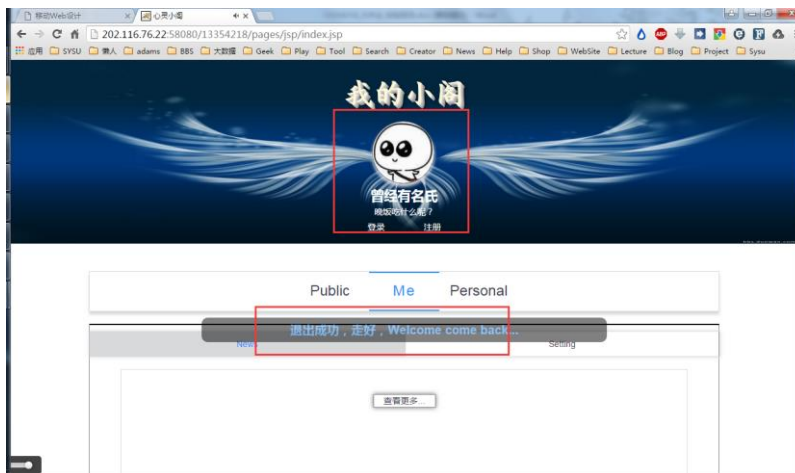 移动Web设计
心灵小阁
202.116.76.22:58080/13354218/pages/jsp/index.jsp
应用 SYSU 懒人 adams BBS 大数据 Geek Play Tool Search Creator News Help Shop WebSite Lecture Blog Project Sysu
我的小阁
曾经有名氏
晚饭吃什么呢？
登录 注册
Public Me Personal
退出成功，走好，Welcome come back...
News Setting
查看更多...